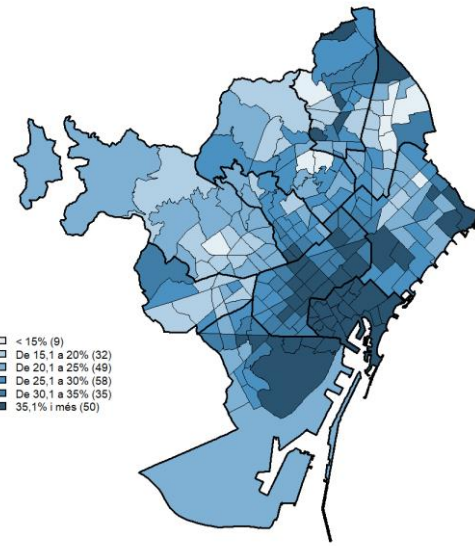 < 15% (9)
De 15,1 a 20% (32)
De 20,1 a 25% (49)
De 25,1 a 30% (58)
De 30,1 a 35% (35)
35,1% i més (50)